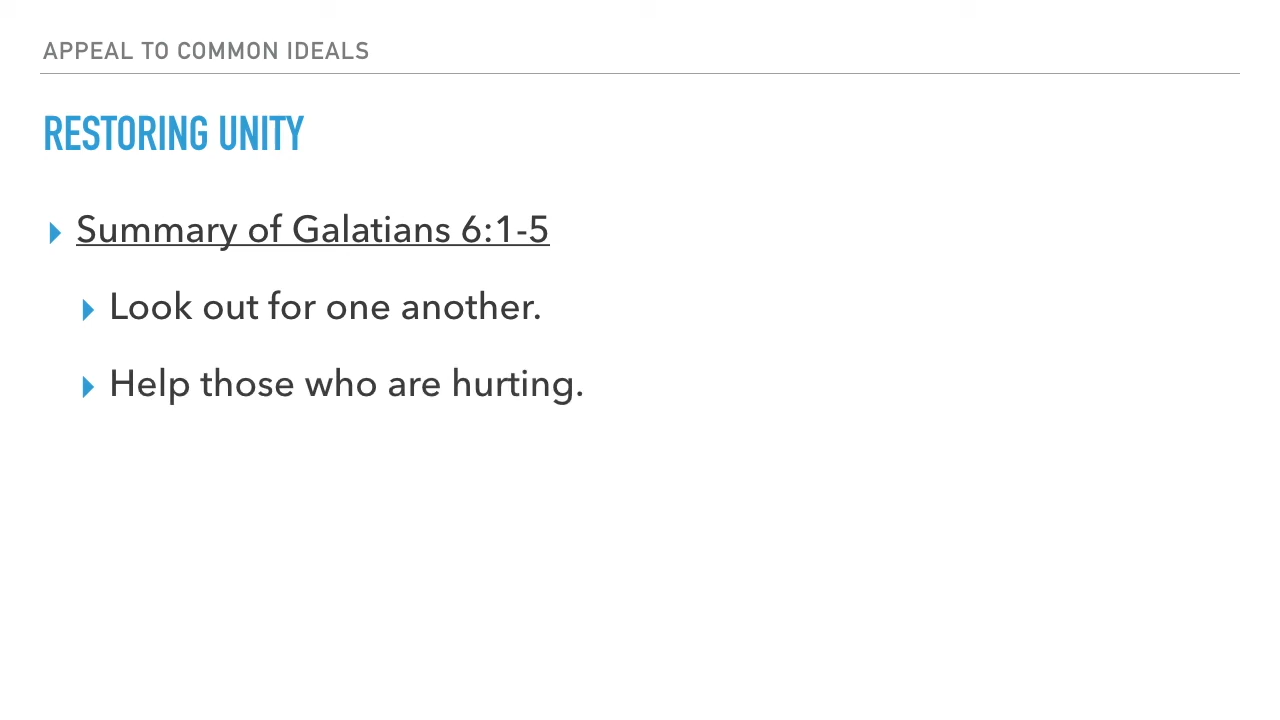 APPEAL TO COMMON IDEALS
RESTORING UNITY
Summary of Galatians 6:1-5
Look out for one another.
Help those who are hurting.